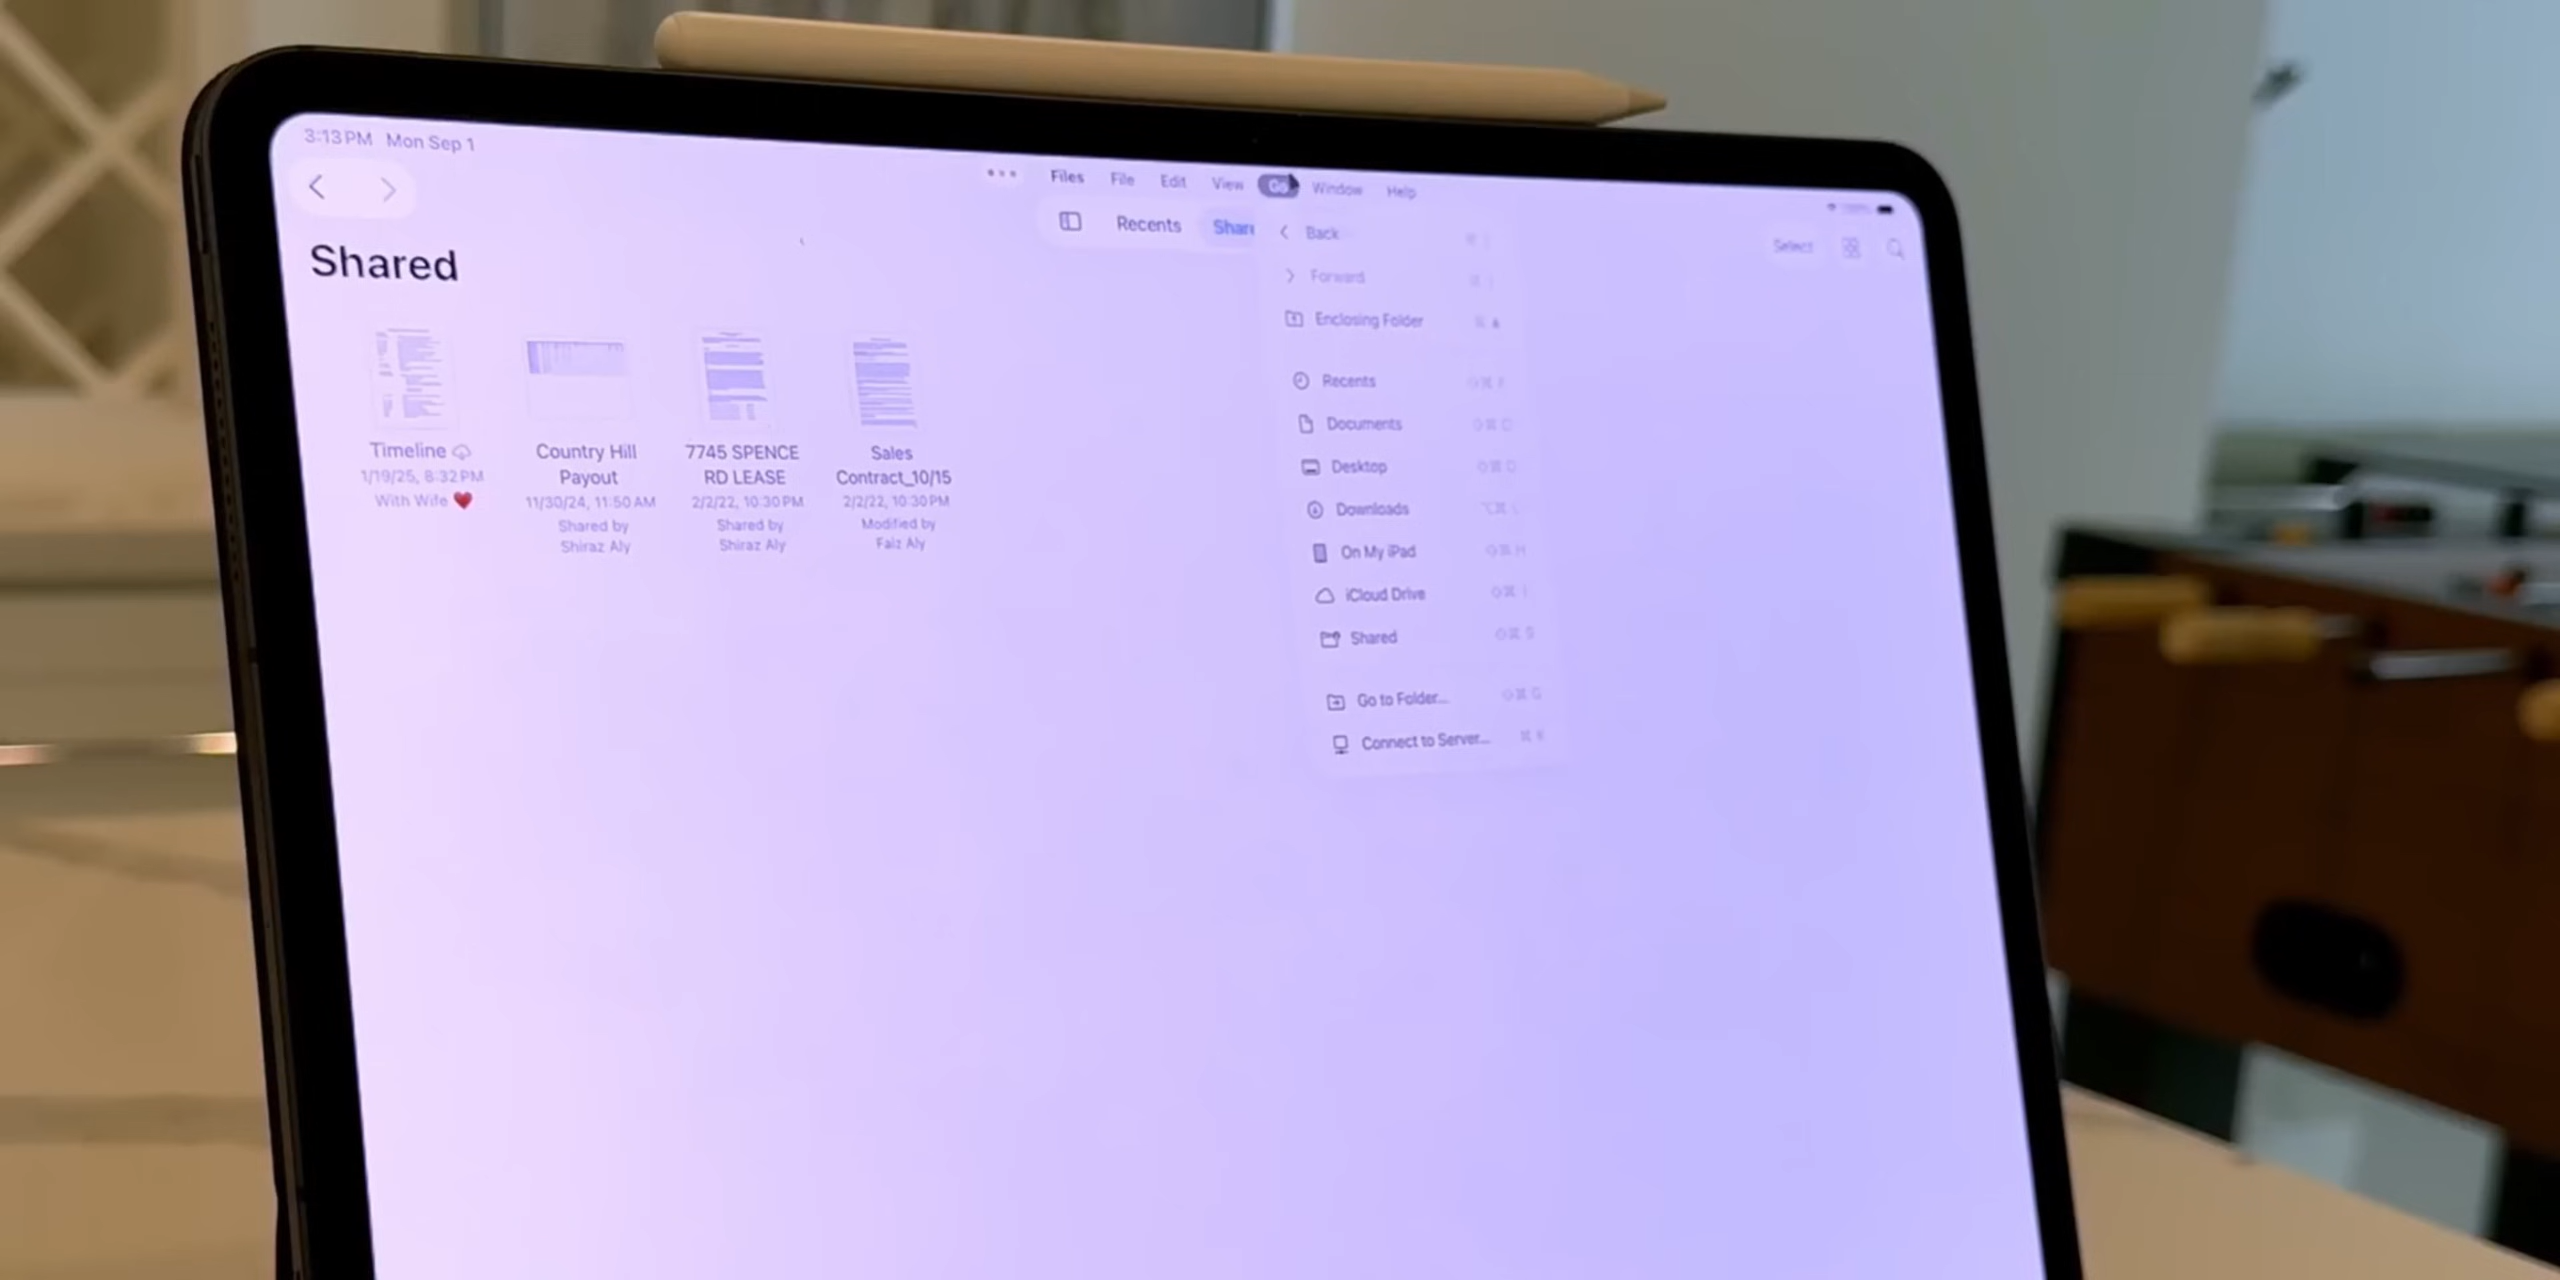 3:13 PM Mon Sep 1
Files File Edit View Go Window Help
Recents Shar
Select
Shared
Back
Forward
Enclosing Folder
Recents
Documents
Desktop
Downloads
On My iPad
iCloud Drive
Shared
Go to Folder...
Connect to Server...
Timeline
1/19/25, 8:32 PM
With Wife ❤️
Country Hill
Payout
11/30/24, 11:50 AM
Shared by
Shiraz Aly
7745 SPENCE
RD LEASE
2/2/22, 10:30 PM
Shared by
Shiraz Aly
Sales
Contract_10/15
2/2/22, 10:30 PM
Modified by
Faiz Aly